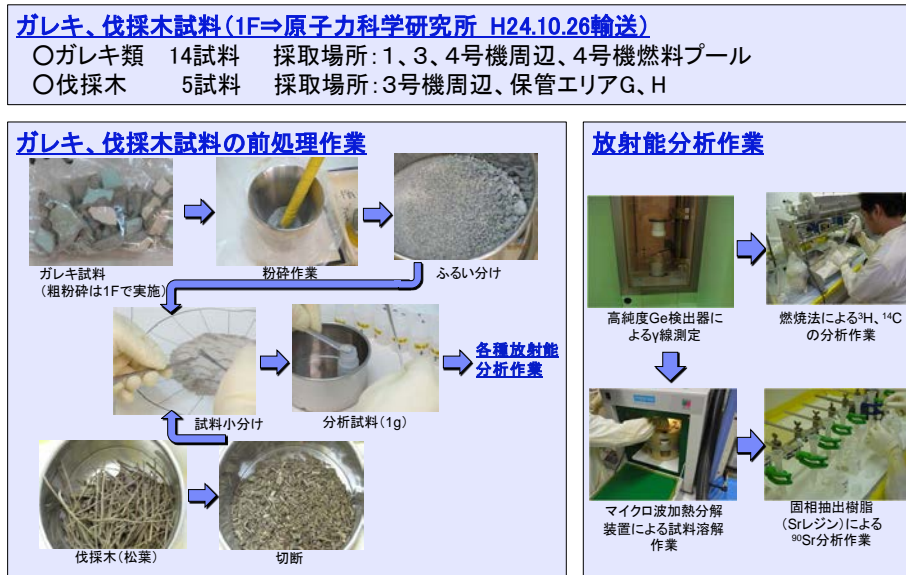 ガレキ、伐採木試料(1F⇒原子力科学研究所 H24.10.26輸送)
○ガレキ類 14試料 採取場所:1、3、4号機周辺、4号機燃料プール
○伐採木 5試料 採取場所:3号機周辺、保管エリアG、H
ガレキ、伐採木試料の前処理作業
ガレキ試料
(粗粉砕は1Fで実施)
粉砕作業
ふるい分け
試料小分け
分析試料(1g)
各種放射能
分析作業
伐採木(松葉)
切断
放射能分析作業
高純度Ge検出器に
よるγ線測定
燃焼法による³H、¹⁴C
の分析作業
マイクロ波加熱分解
装置による試料溶解
作業
固相抽出樹脂
(Srレジン)による
⁹⁰Sr分析作業